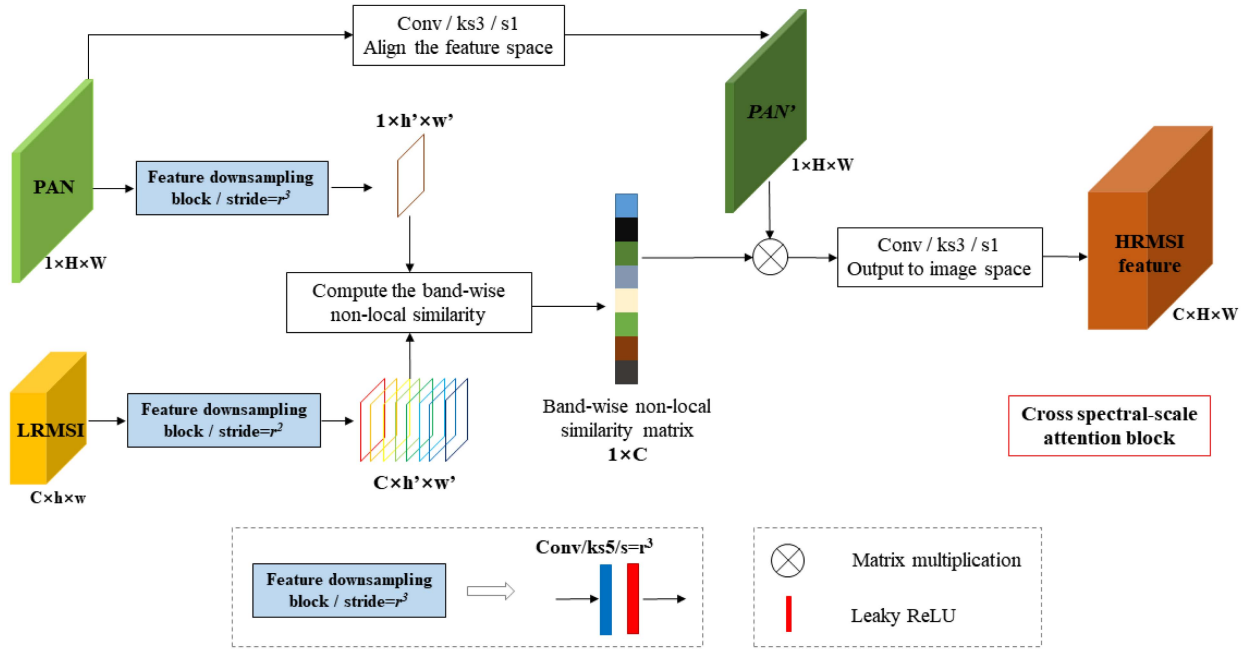 Conv / ks3 / s1
Align the feature space
PAN
1×H×W
Feature downsampling
block / stride=r³
1×h’×w’
PAN’
1×H×W
Compute the band-wise
non-local similarity
Conv / ks3 / s1
Output to image space
HRMSI
feature
C×H×W
LRMSI
C×h×w
Feature downsampling
block / stride=r²
C×h’×w’
Band-wise non-local
similarity matrix
1×C
Cross spectral-scale
attention block
Feature downsampling
block / stride=r³
Conv/ks5/s=r³
Matrix multiplication
Leaky ReLU